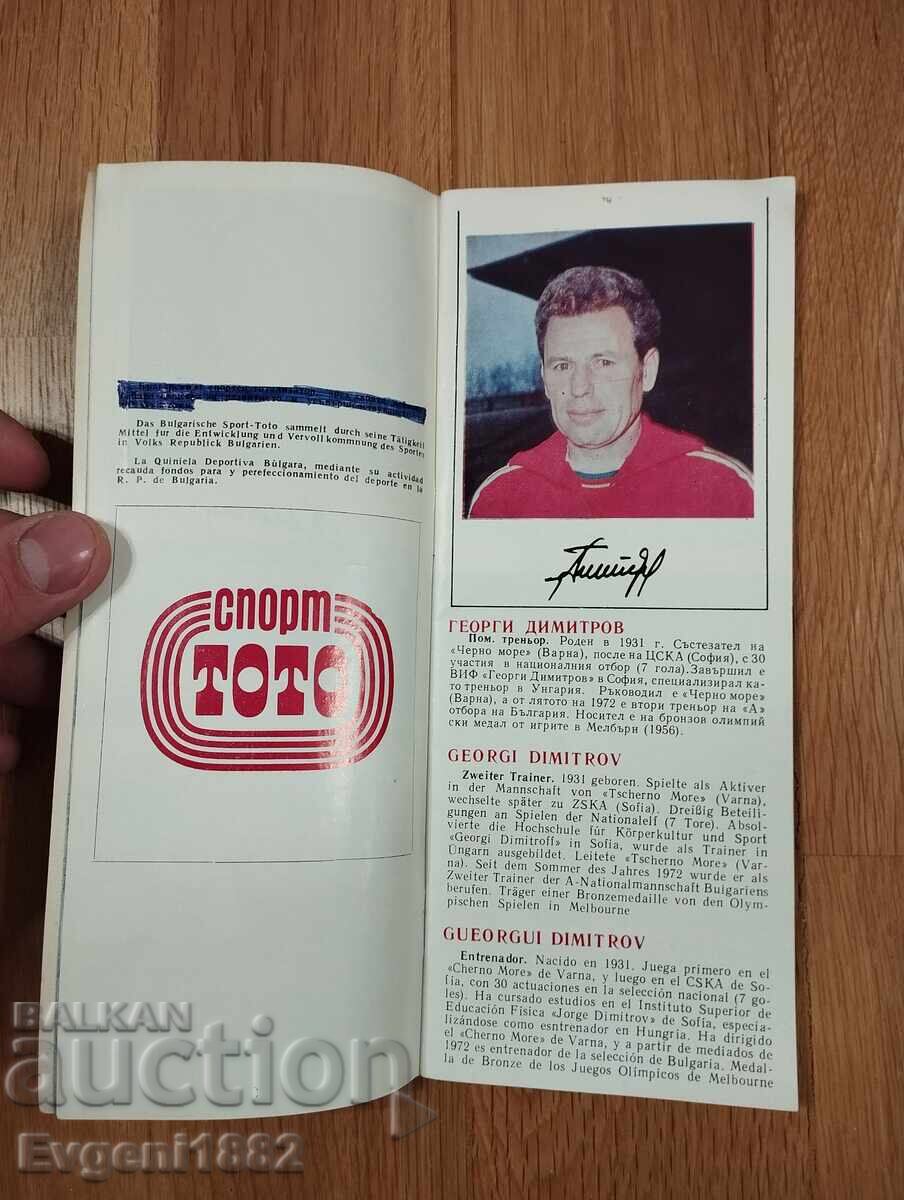 Das Bulgarische Sport-Toto sammelt durch seine Tätigkeit
Mittel für die Entwicklung und Vervoll kommnung des Sportes
in Volks Republick Bulgarien.
La Quiniela Deportiva Búlgara, mediante su actividad
recauda fondos para y perefeccionamiento del deporte en la
R. P. de Bulgaria.
спорт
ТОТО
ГЕОРГИ ДИМИТРОВ
Пом. треньор. Роден в 1931 г. Състезател на
«Черно море» (Варна), после на ЦСКА (София), с 30
участия в националния отбор (7 гола). Завършил е
ВИФ «Георги Димитров» в София, специализирал ка-
то треньор в Унгария. Ръководил е «Черно море»
(Варна), а от лятото на 1972 е втори треньор на «А»
отбора на България. Носител е на бронзов олимпий
ски медал от игрите в Мелбърн (1956).
GEORGI DIMITROV
Zweiter Trainer. 1931 geboren. Spielte als Aktiver
in der Mannschaft von «Tscherno More» (Varna),
wechselte später zu ZSKA (Sofia). Dreißig Beteili-
gungen an Spielen der Nationalelf (7 Tore). Absol-
vierte die Hochschule für Körperkultur und Sport
«Georgi Dimitroff» in Sofia, wurde als Trainer in
Ungarn ausgebildet. Leitete «Tscherno More» (Var-
na). Seit dem Sommer des Jahres 1972 wurde er als
Zweiter Trainer der A-Nationalmannschaft Bulgariens
berufen. Träger einer Bronzemedaille von den Olym-
pischen Spielen in Melbourne
GUEORGUI DIMITROV
Entrenador. Nacido en 1931. Juega primero en el
«Cherno More» de Varna, y luego en el CSKA de So-
fia, con 30 actuaciones en la selección nacional (7 go-
les). Ha cursado estudios en el Instituto Superior de
Educación Física «Jorge Dimitrov» de Sofia, especia-
lizándose como esntrenador en Hungría. Ha dirigido
el «Cherno More» de Varna, y a partir de mediados de
1972 es entrenador de la selección de Bulgaria. Medal-
la de Bronze de los Juegos Olímpicos de Melbourne
BALKAN
auction
Evgeni1882